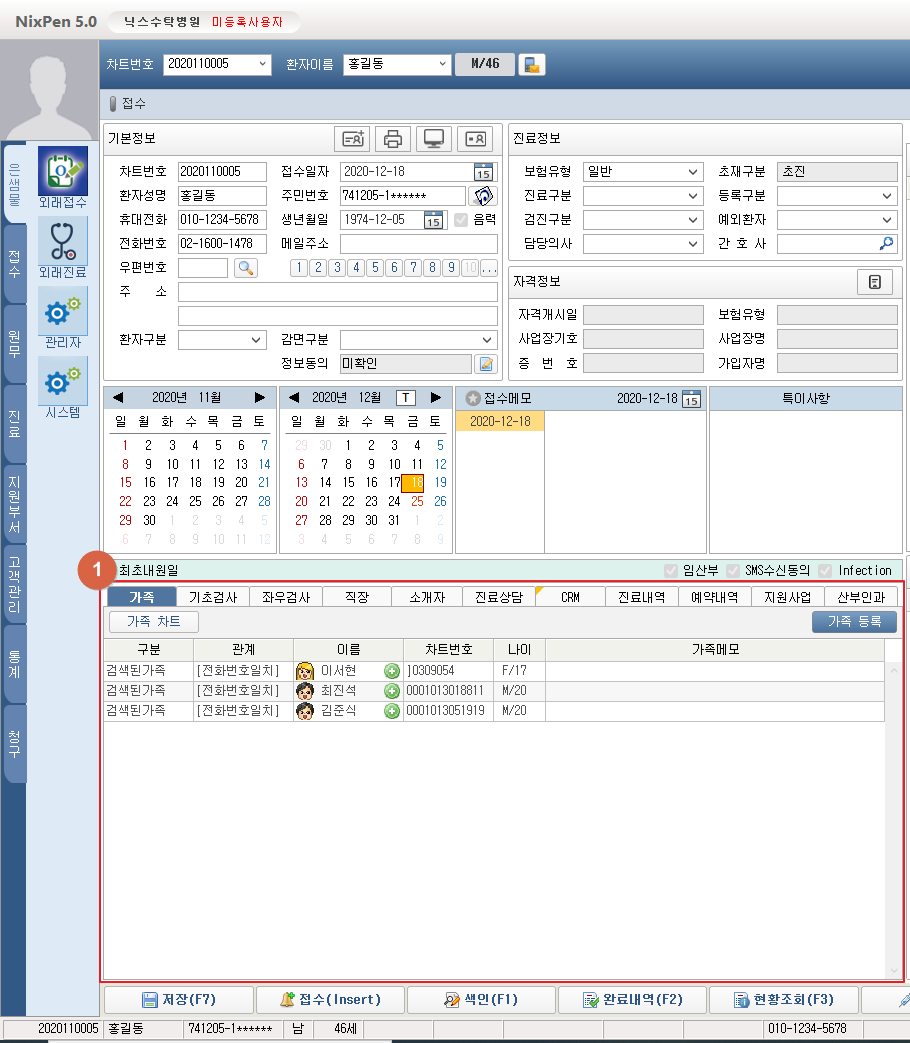 NixPen 5.0 닉스수탁병원 미등록사용자
차트번호 2020110005 환자이름 홍길동 M/46
접수
은샘물
접수
원무
진료
지원부서
고객관리
통계
청구
외래접수
외래진료
관리자
시스템
기본정보
차트번호 2020110005 접수일자 2020-12-18 15
환자성명 홍길동 주민번호 741205-1******
휴대전화 010-1234-5678 생년월일 1974-12-05 15 음력
전화번호 02-1600-1478 메일주소
우편번호 1 2 3 4 5 6 7 8 9 10 ...
주 소
환자구분 감면구분
정보동의 미확인
진료정보
보험유형 일반 초재구분 초진
진료구분 등록구분
검진구분 예외환자
담당의사 간 호 사
자격정보
자격개시일 보험유형
사업장기호 사업장명
증 번 호 가입자명
◀ 2020년 11월 ▶
일 월 화 수 목 금 토
1 2 3 4 5 6 7
8 9 10 11 12 13 14
15 16 17 18 19 20 21
22 23 24 25 26 27 28
29 30 1 2 3 4 5
6 7 8 9 10 11 12
◀ 2020년 12월 T ▶
일 월 화 수 목 금 토
29 30 1 2 3 4 5
6 7 8 9 10 11 12
13 14 15 16 17 18 19
20 21 22 23 24 25 26
27 28 29 30 31 1 2
3 4 5 6 7 8 9
접수메모 2020-12-18 15
2020-12-18
특이사항
1 최초내원일 임산부 SMS수신동의 Infection
가족 기초검사 좌우검사 직장 소개자 진료상담 CRM 진료내역 예약내역 지원사업 산부인과
가족 차트 가족 등록
구분 관계 이름 차트번호 나이 가족메모
검색된가족 [전화번호일치] 이서현 ]0309054 F/17
검색된가족 [전화번호일치] 최진석 0001013018811 M/20
검색된가족 [전화번호일치] 김준식 0001013051919 M/20
저장(F7) 접수(Insert) 색인(F1) 완료내역(F2) 현황조회(F3)
2020110005 홍길동 741205-1****** 남 46세 010-1234-5678